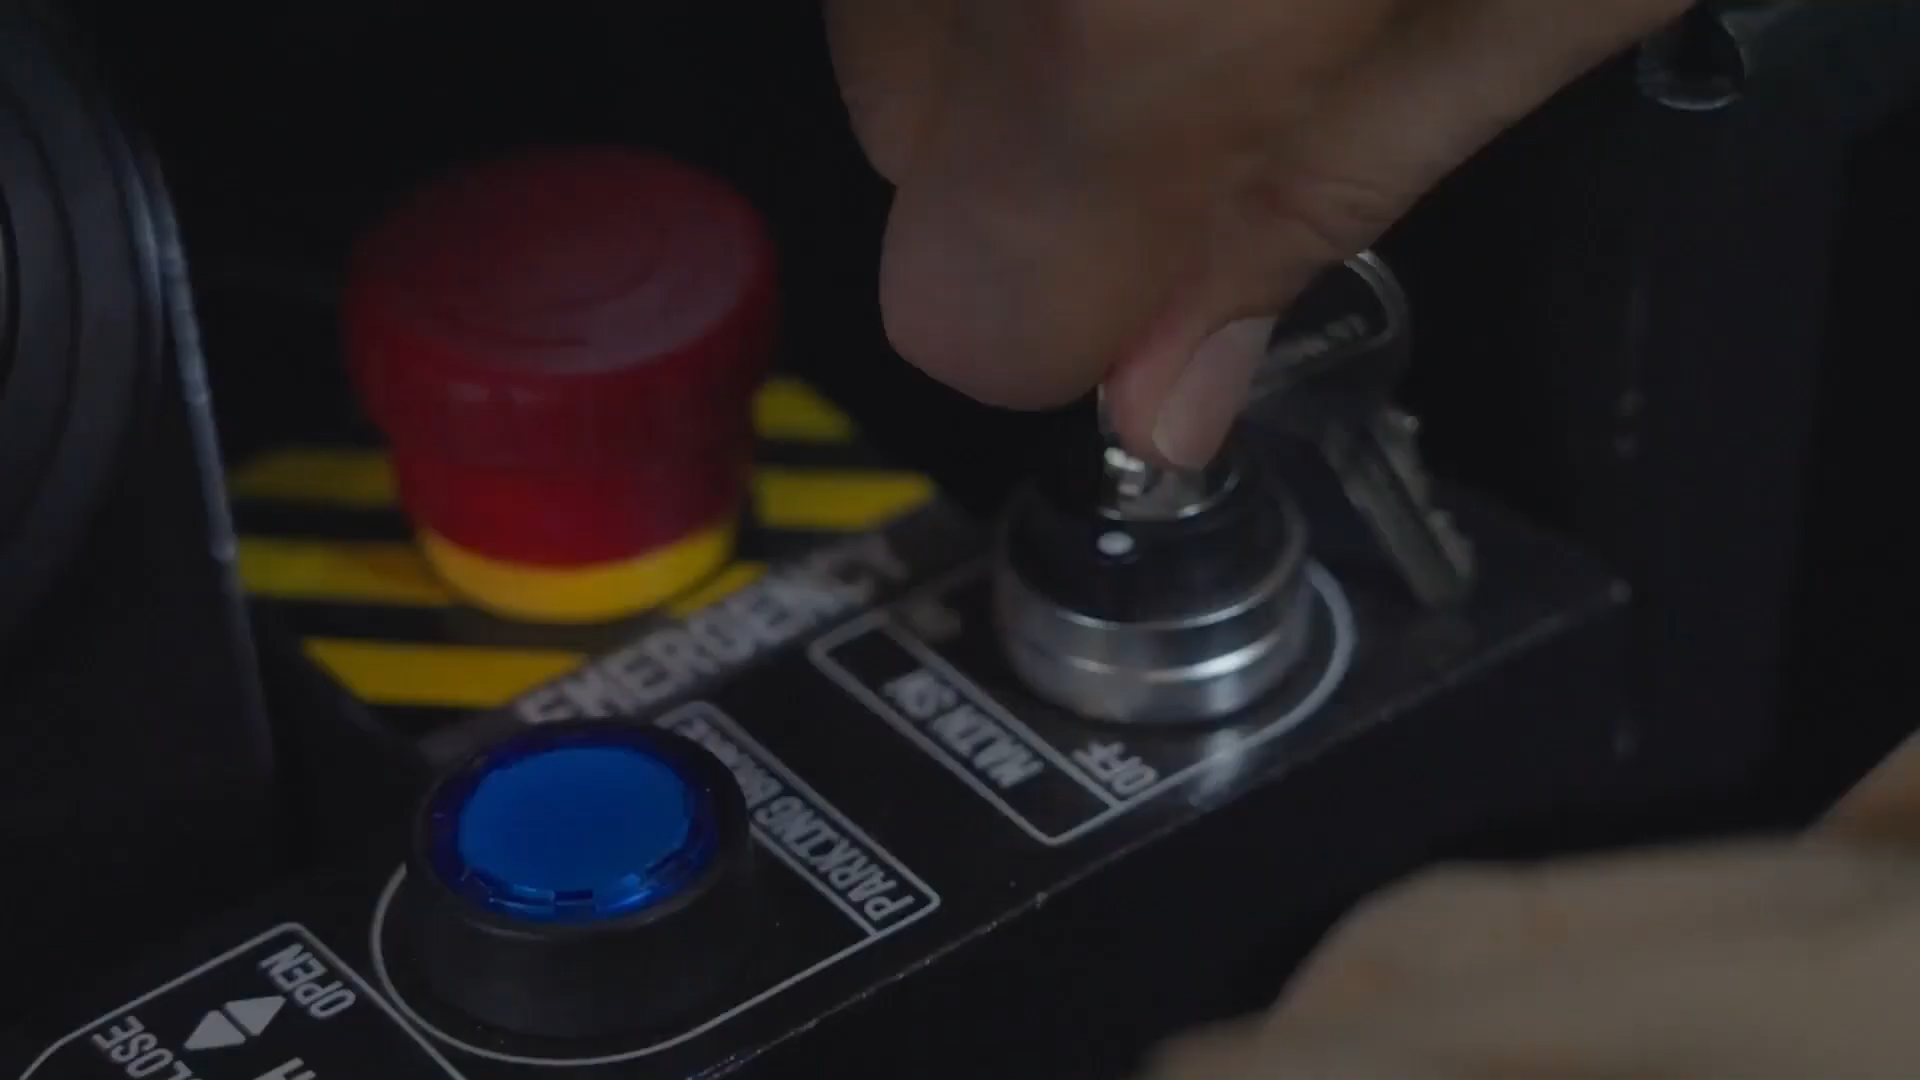 EMERGENCY
MAIN SW
OFF
PARKING BRAKE
OPEN
CLOSE
H